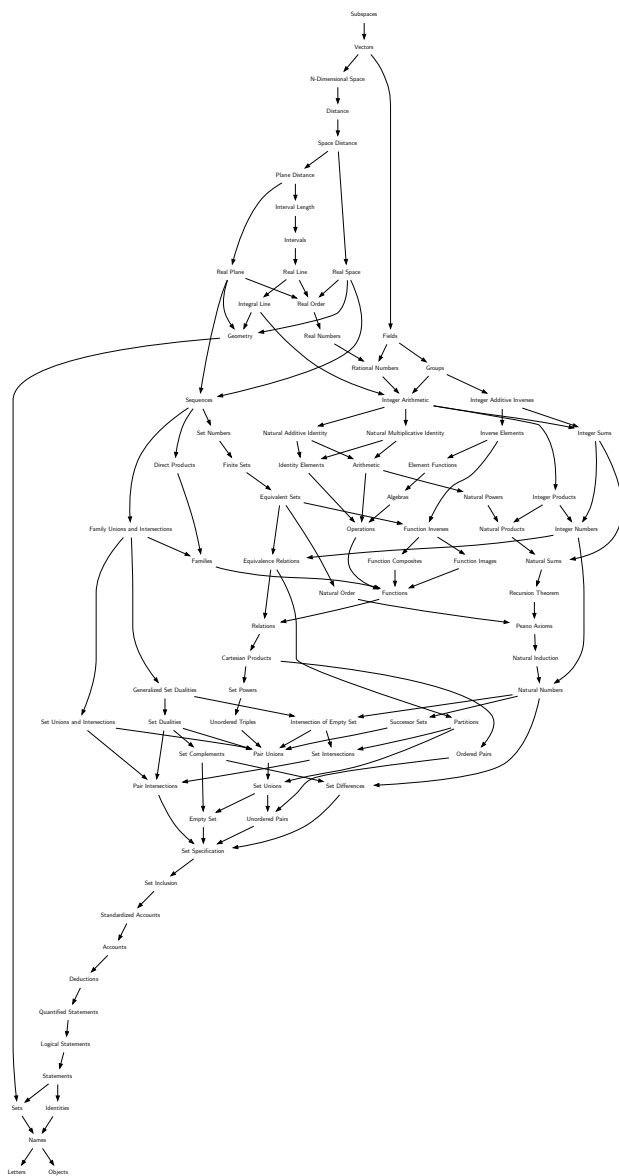 Subspaces
Vectors
N-Dimensional Space
Distance
Space Distance
Plane Distance
Interval Length
Intervals
Real Plane
Real Line
Real Space
Integral Line
Real Order
Geometry
Real Numbers
Fields
Rational Numbers
Groups
Sequences
Integer Arithmetic
Integer Additive Inverses
Set Numbers
Natural Additive Identity
Natural Multiplicative Identity
Inverse Elements
Integer Sums
Direct Products
Finite Sets
Identity Elements
Arithmetic
Element Functions
Equivalent Sets
Algebras
Natural Powers
Integer Products
Family Unions and Intersections
Operations
Function Inverses
Natural Products
Integer Numbers
Families
Equivalence Relations
Function Composites
Function Images
Natural Sums
Natural Order
Functions
Recursion Theorem
Relations
Peano Axioms
Cartesian Products
Natural Induction
Generalized Set Dualities
Set Powers
Natural Numbers
Set Unions and Intersections
Set Dualities
Unordered Triples
Intersection of Empty Set
Successor Sets
Partitions
Set Complements
Pair Unions
Set Intersections
Ordered Pairs
Pair Intersections
Set Unions
Set Differences
Empty Set
Unordered Pairs
Set Specification
Set Inclusion
Standardized Accounts
Accounts
Deductions
Quantified Statements
Logical Statements
Statements
Sets
Identities
Names
Letters
Objects